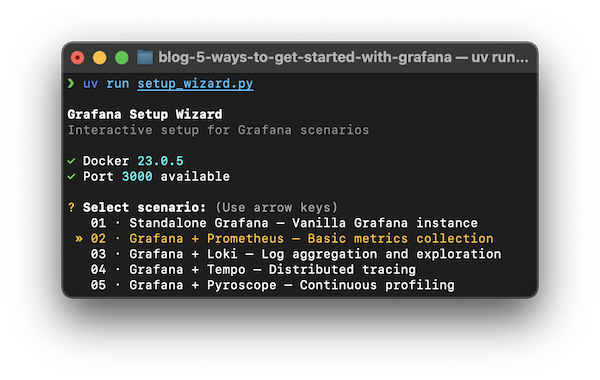 blog-5-ways-to-get-started-with-grafana — uv run...
❯ uv run setup_wizard.py
Grafana Setup Wizard
Interactive setup for Grafana scenarios
✓ Docker 23.0.5
✓ Port 3000 available
? Select scenario: (Use arrow keys)
01 · Standalone Grafana — Vanilla Grafana instance
» 02 · Grafana + Prometheus — Basic metrics collection
03 · Grafana + Loki — Log aggregation and exploration
04 · Grafana + Tempo — Distributed tracing
05 · Grafana + Pyroscope — Continuous profiling